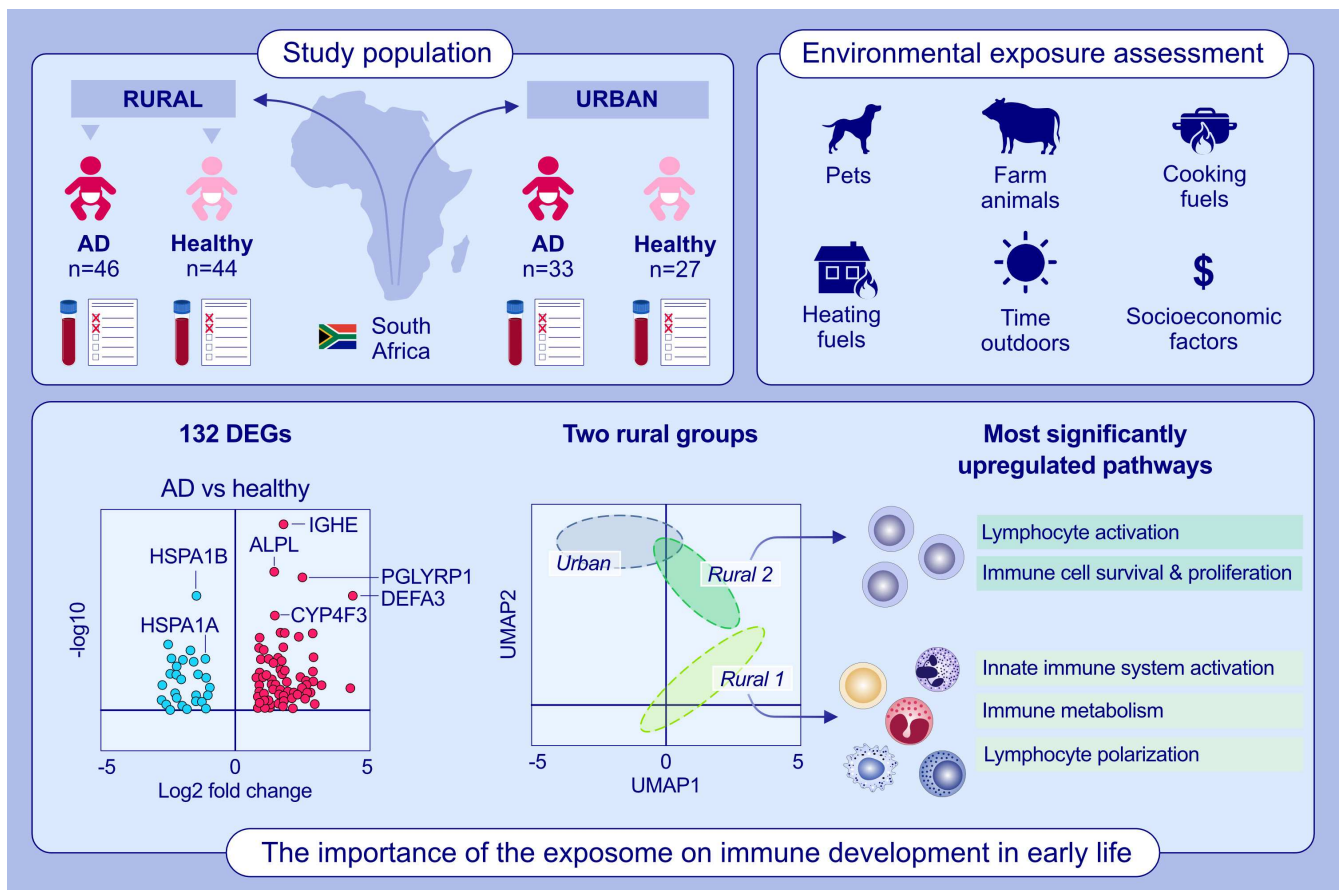 Study population
RURAL
URBAN
AD
n=46
Healthy
n=44
AD
n=33
Healthy
n=27
South
Africa
Environmental exposure assessment
Pets
Farm
animals
Cooking
fuels
Heating
fuels
Time
outdoors
$
Socioeconomic
factors
132 DEGs
AD vs healthy
IGHE
ALPL
HSPA1B
PGLYRP1
DEFA3
CYP4F3
HSPA1A
-log10
-5
0
5
Log2 fold change
Two rural groups
Urban
Rural 2
Rural 1
UMAP2
-5
0
5
UMAP1
Most significantly
upregulated pathways
Lymphocyte activation
Immune cell survival & proliferation
Innate immune system activation
Immune metabolism
Lymphocyte polarization
The importance of the exposome on immune development in early life